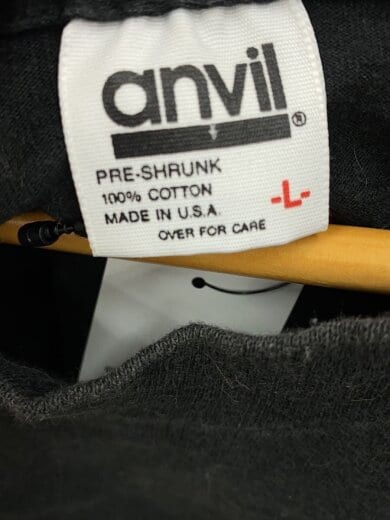 anvil®
PRE-SHRUNK
100% COTTON
MADE IN U.S.A.
-L-
OVER FOR CARE